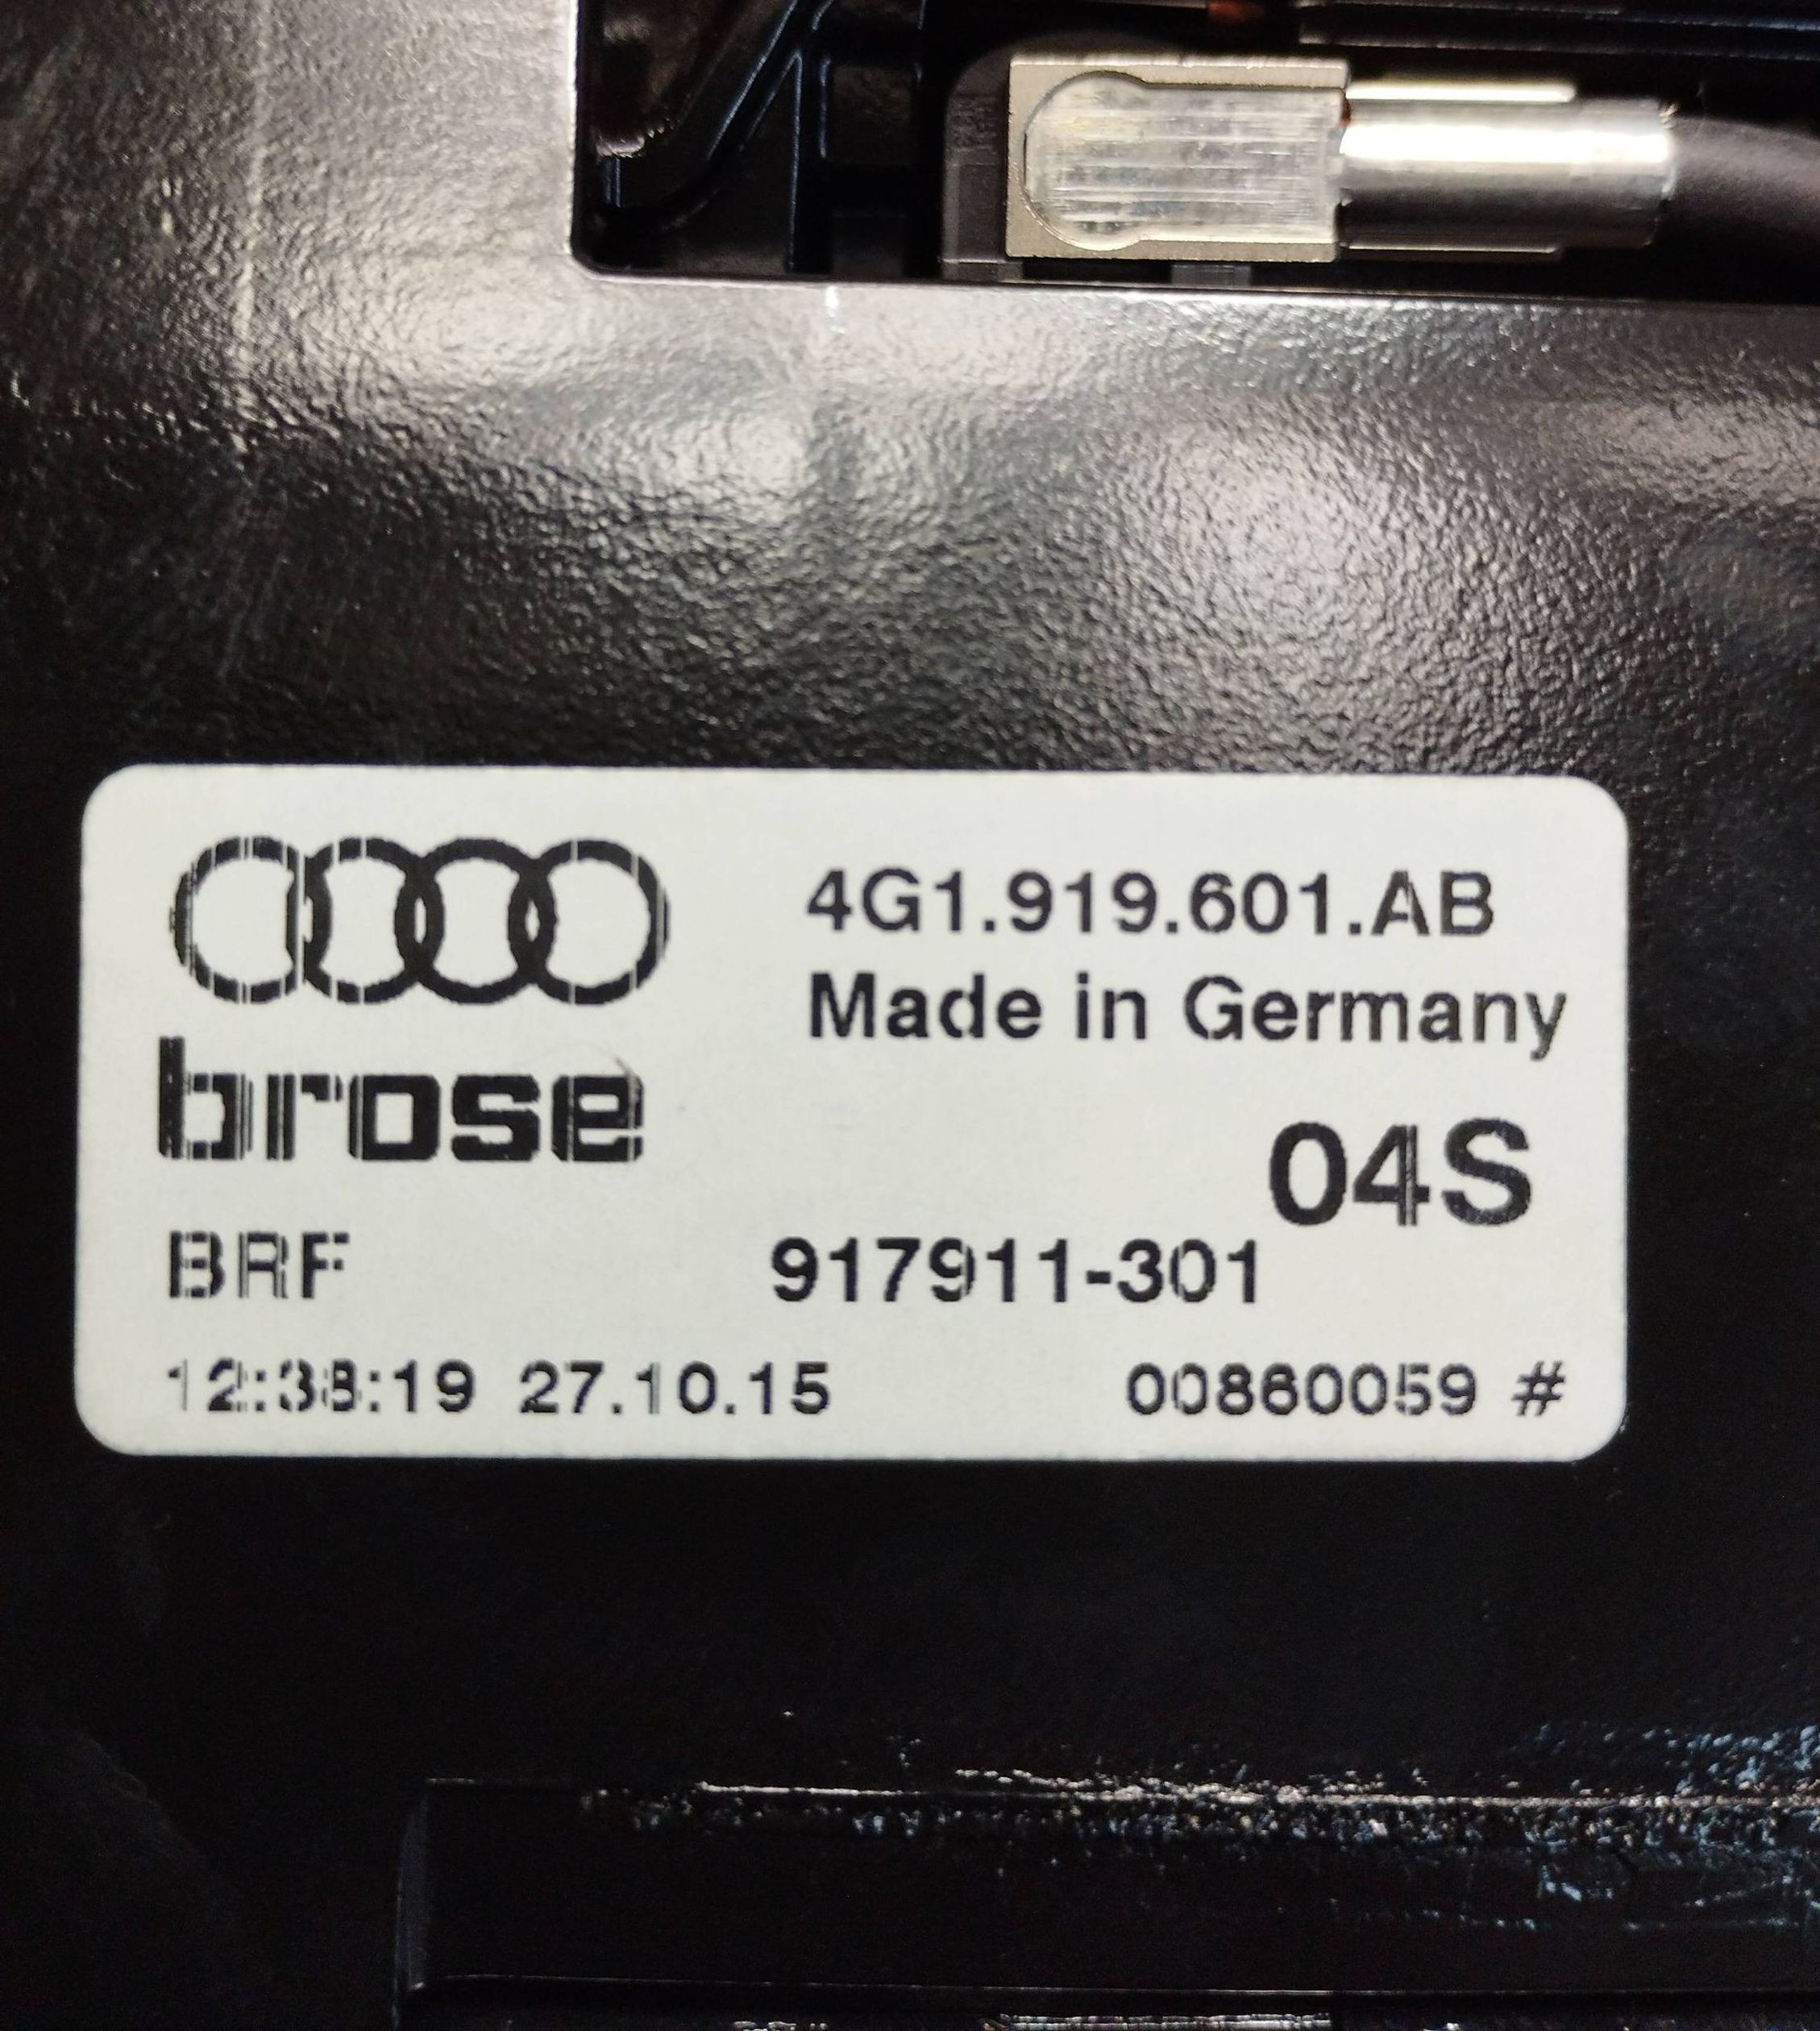 4G1.919.601.AB
Made in Germany
brose
04S
BRF
917911-301
12:38:19 27.10.15
00860059 #